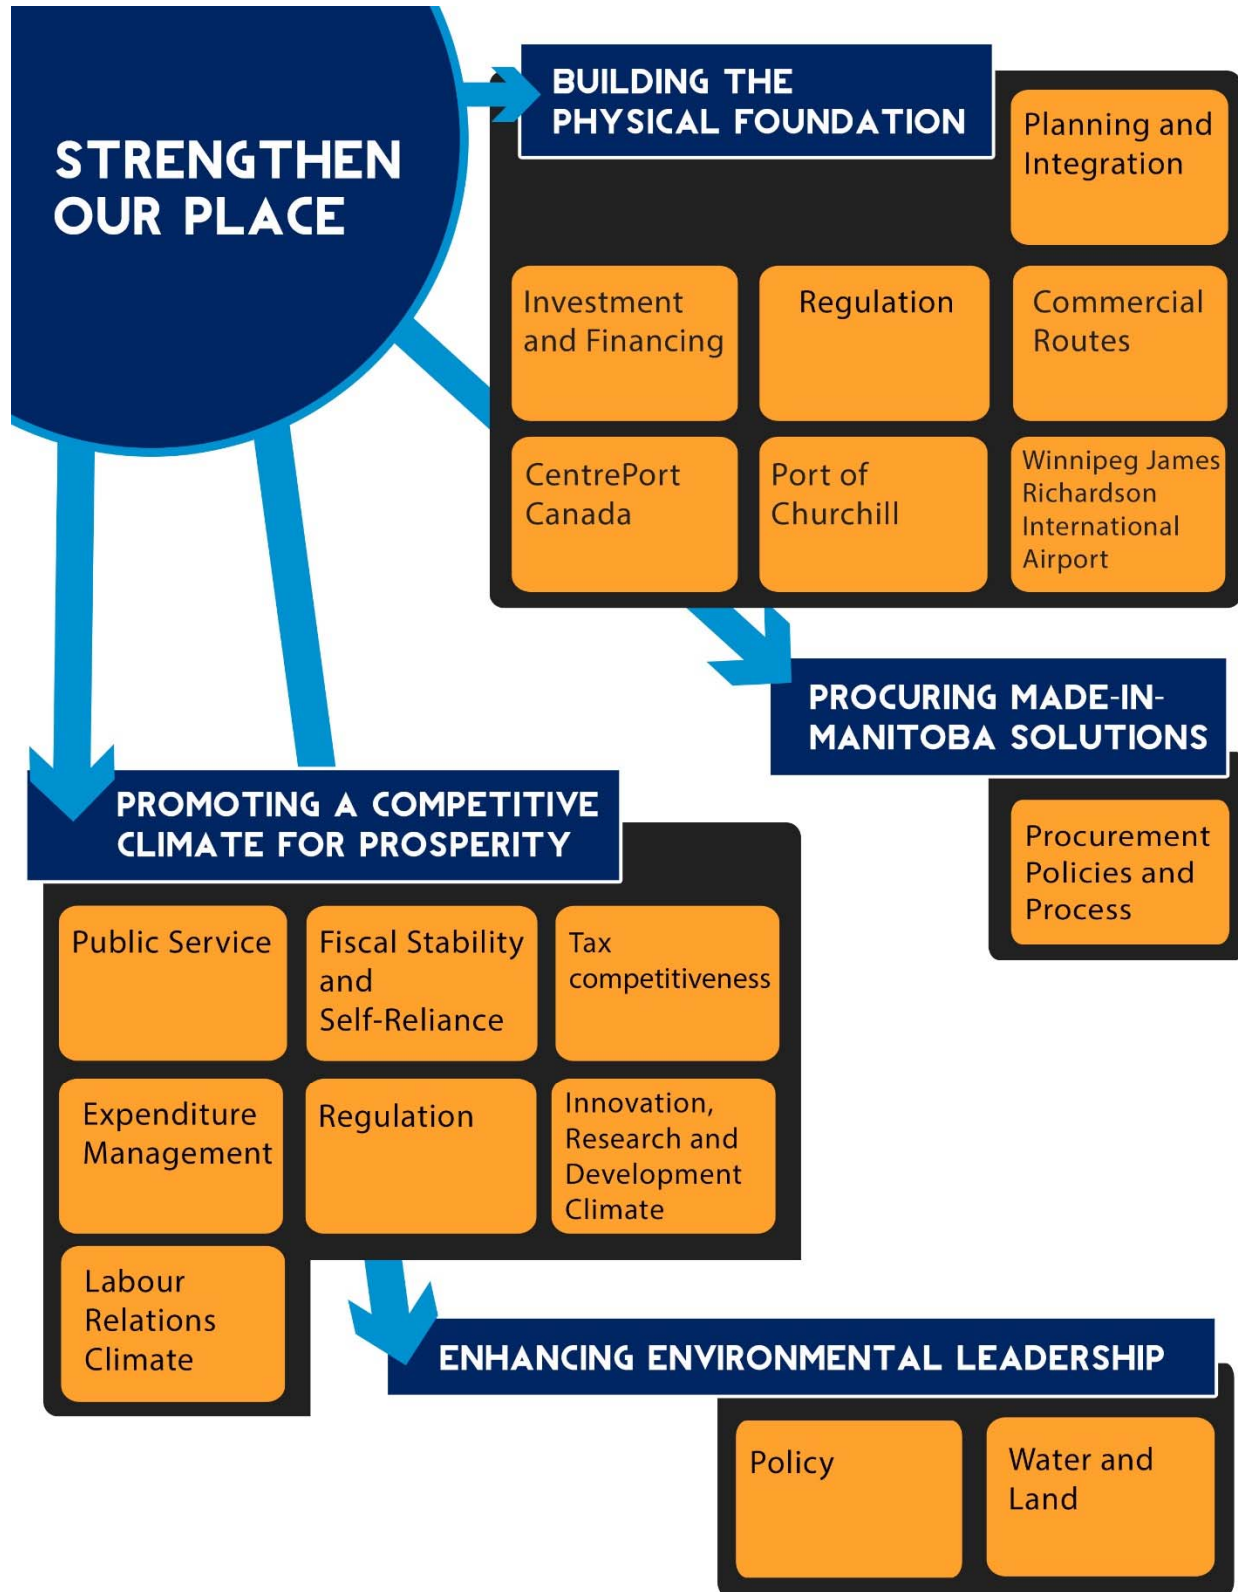 STRENGTHEN
OUR PLACE
BUILDING THE
PHYSICAL FOUNDATION
Planning and
Integration
Investment
and Financing
Regulation
Commercial
Routes
CentrePort
Canada
Port of
Churchill
Winnipeg James
Richardson
International
Airport
PROCURING MADE-IN-
MANITOBA SOLUTIONS
Procurement
Policies and
Process
PROMOTING A COMPETITIVE
CLIMATE FOR PROSPERITY
Public Service
Fiscal Stability
and
Self-Reliance
Tax
competitiveness
Expenditure
Management
Regulation
Innovation,
Research and
Development
Climate
Labour
Relations
Climate
ENHANCING ENVIRONMENTAL LEADERSHIP
Policy
Water and
Land